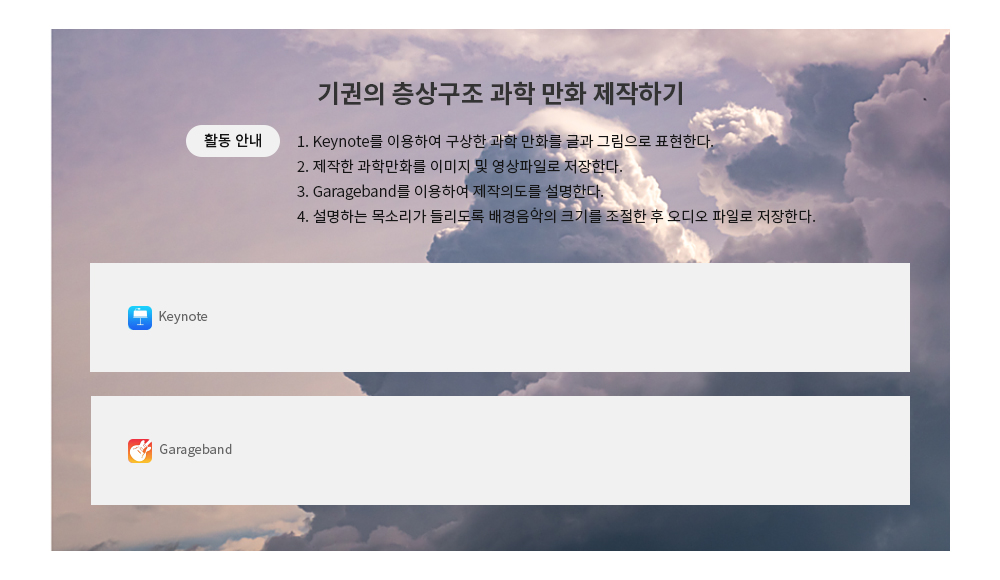 기권의 층상구조 과학 만화 제작하기
활동 안내
1. Keynote를 이용하여 구상한 과학 만화를 글과 그림으로 표현한다.
2. 제작한 과학만화를 이미지 및 영상파일로 저장한다.
3. Garageband를 이용하여 제작의도를 설명한다.
4. 설명하는 목소리가 들리도록 배경음악의 크기를 조절한 후 오디오 파일로 저장한다.
Keynote
Garageband